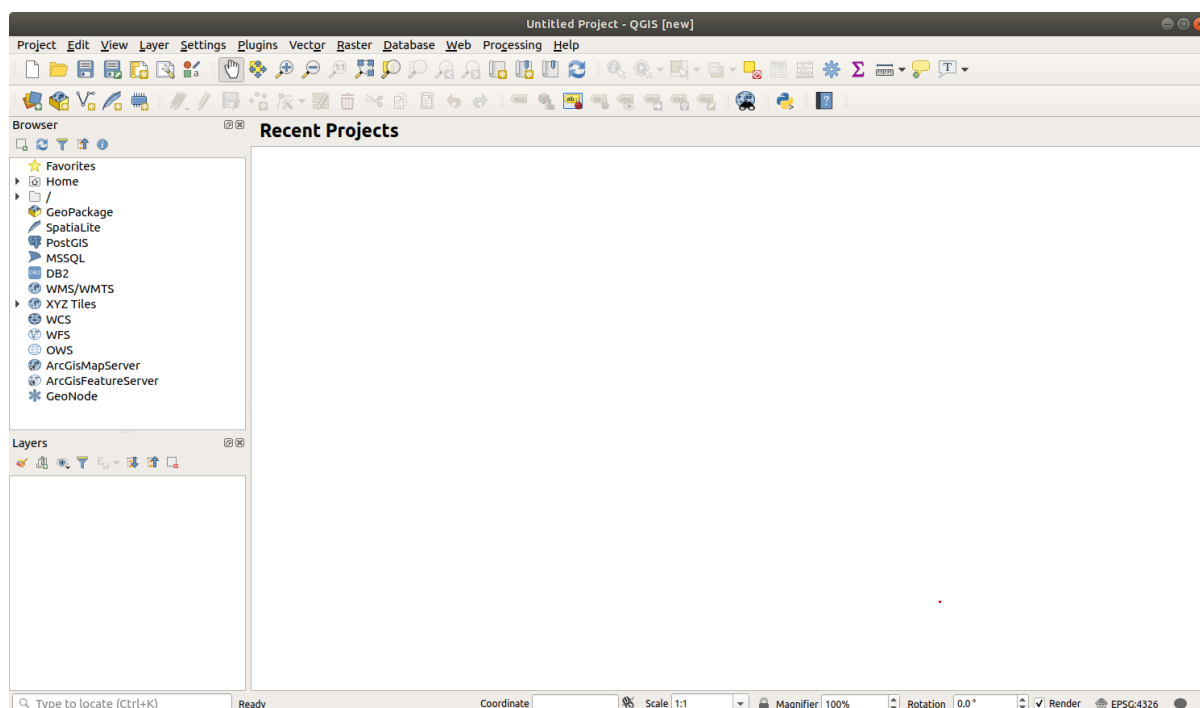 Untitled Project - QGIS [new]
Project Edit View Layer Settings Plugins Vector Raster Database Web Processing Help
Browser
Recent Projects
Favorites
Home
/
GeoPackage
SpatiaLite
PostGIS
MSSQL
DB2
WMS/WMTS
XYZ Tiles
WCS
WFS
OWS
ArcGisMapServer
ArcGisFeatureServer
GeoNode
Layers
Type to locate (Ctrl+K) Ready Coordinate Scale 1:1 Magnifier 100% Rotation 0,0 ° Render EPSG:4326